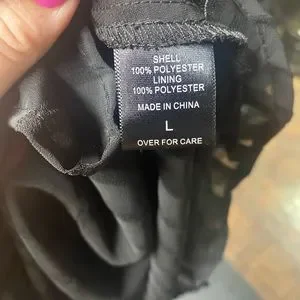 SHELL
100% POLYESTER
LINING
100% POLYESTER
MADE IN CHINA
L
OVER FOR CARE